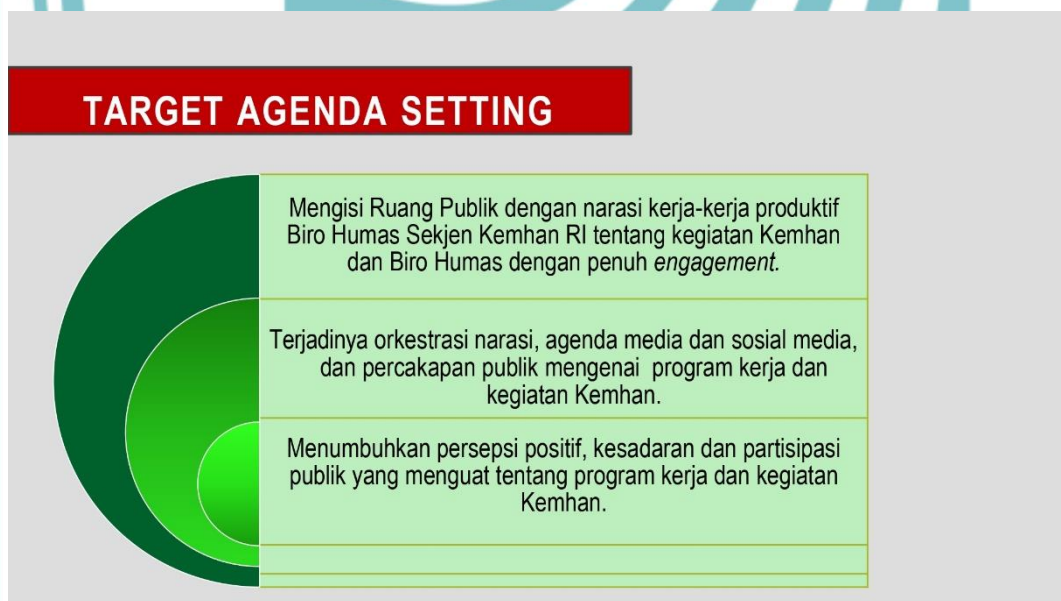 TARGET AGENDA SETTING
Mengisi Ruang Publik dengan narasi kerja-kerja produktif
Biro Humas Sekjen Kemhan RI tentang kegiatan Kemhan
dan Biro Humas dengan penuh engagement.
Terjadinya orkestrasi narasi, agenda media dan sosial media,
dan percakapan publik mengenai program kerja dan
kegiatan Kemhan.
Menumbuhkan persepsi positif, kesadaran dan partisipasi
publik yang menguat tentang program kerja dan kegiatan
Kemhan.